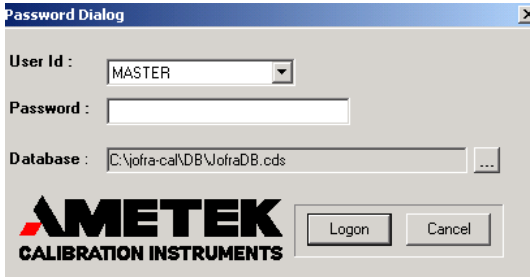 Password Dialog
User Id :
MASTER
Password :
Database :
C:\jofra-cal\DB\JofraDB.cds
...
AMETEK
CALIBRATION INSTRUMENTS
Logon
Cancel